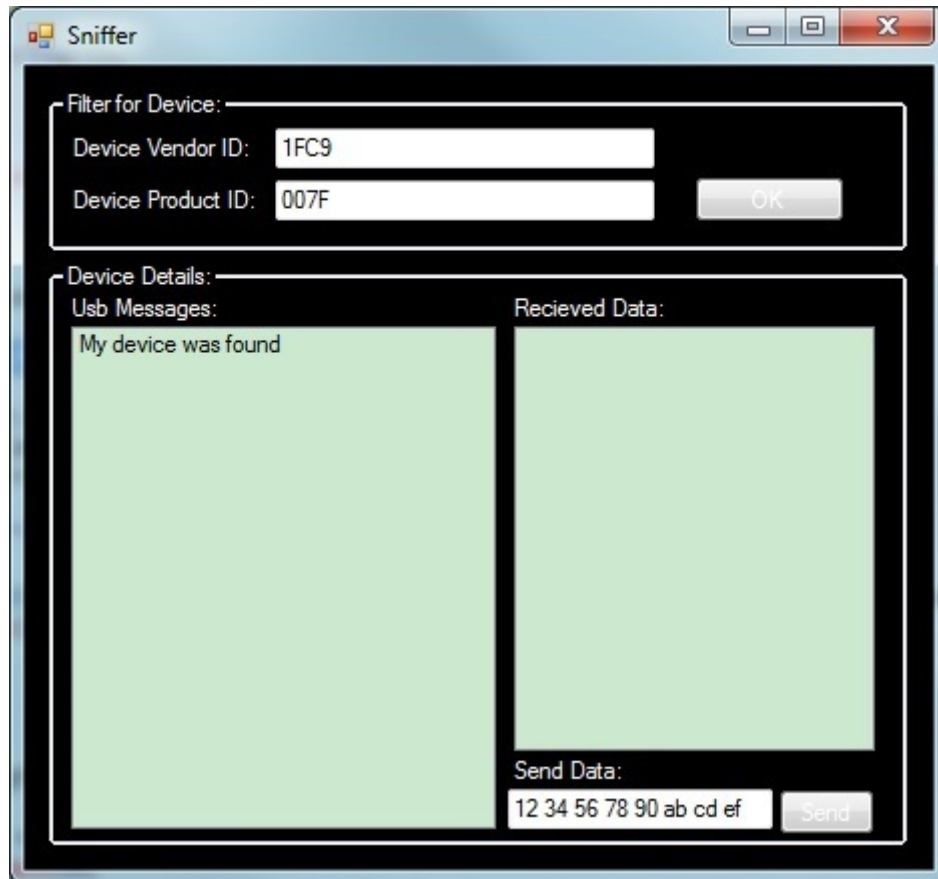 Sniffer
Filter for Device:
Device Vendor ID: 1FC9
Device Product ID: 007F OK
Device Details:
Usb Messages: Recieved Data:
My device was found
Send Data:
12 34 56 78 90 ab cd ef Send